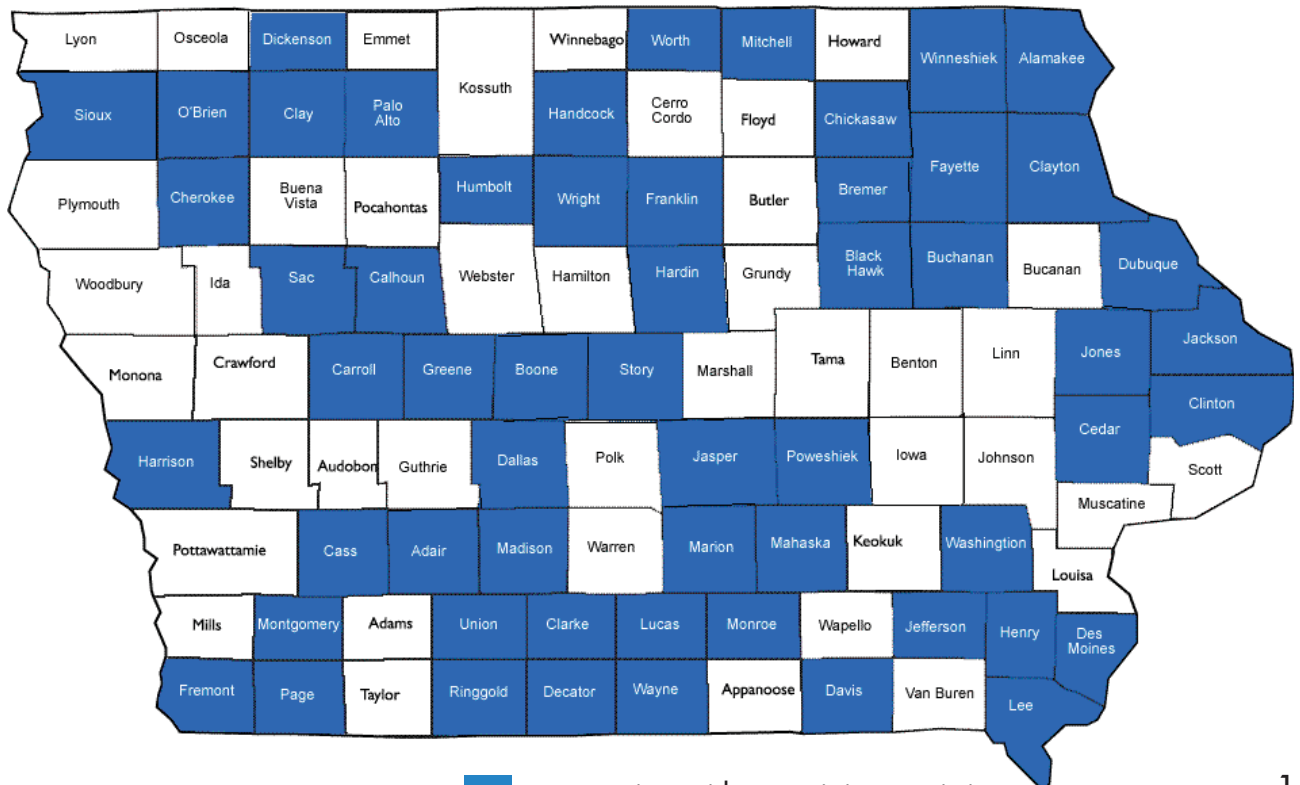 Lyon
Osceola
Dickenson
Emmet
Kossuth
Winnebago
Worth
Mitchell
Howard
Winneshiek
Alamakee
Sioux
O'Brien
Clay
Palo
Alto
Handcock
Cerro
Cordo
Floyd
Chickasaw
Fayette
Clayton
Plymouth
Cherokee
Buena
Vista
Pocahontas
Humbolt
Wright
Franklin
Butler
Bremer
Woodbury
Ida
Sac
Calhoun
Webster
Hamilton
Hardin
Grundy
Black
Hawk
Buchanan
Bucanan
Dubuque
Monona
Crawford
Carroll
Greene
Boone
Story
Marshall
Tama
Benton
Linn
Jones
Jackson
Clinton
Harrison
Shelby
Audobon
Guthrie
Dallas
Polk
Jasper
Poweshiek
Iowa
Johnson
Cedar
Scott
Muscatine
Pottawattamie
Cass
Adair
Madison
Warren
Marion
Mahaska
Keokuk
Washington
Louisa
Mills
Montgomery
Adams
Union
Clarke
Lucas
Monroe
Wapello
Jefferson
Henry
Des
Moines
Fremont
Page
Taylor
Ringgold
Decator
Wayne
Appanoose
Davis
Van Buren
Lee